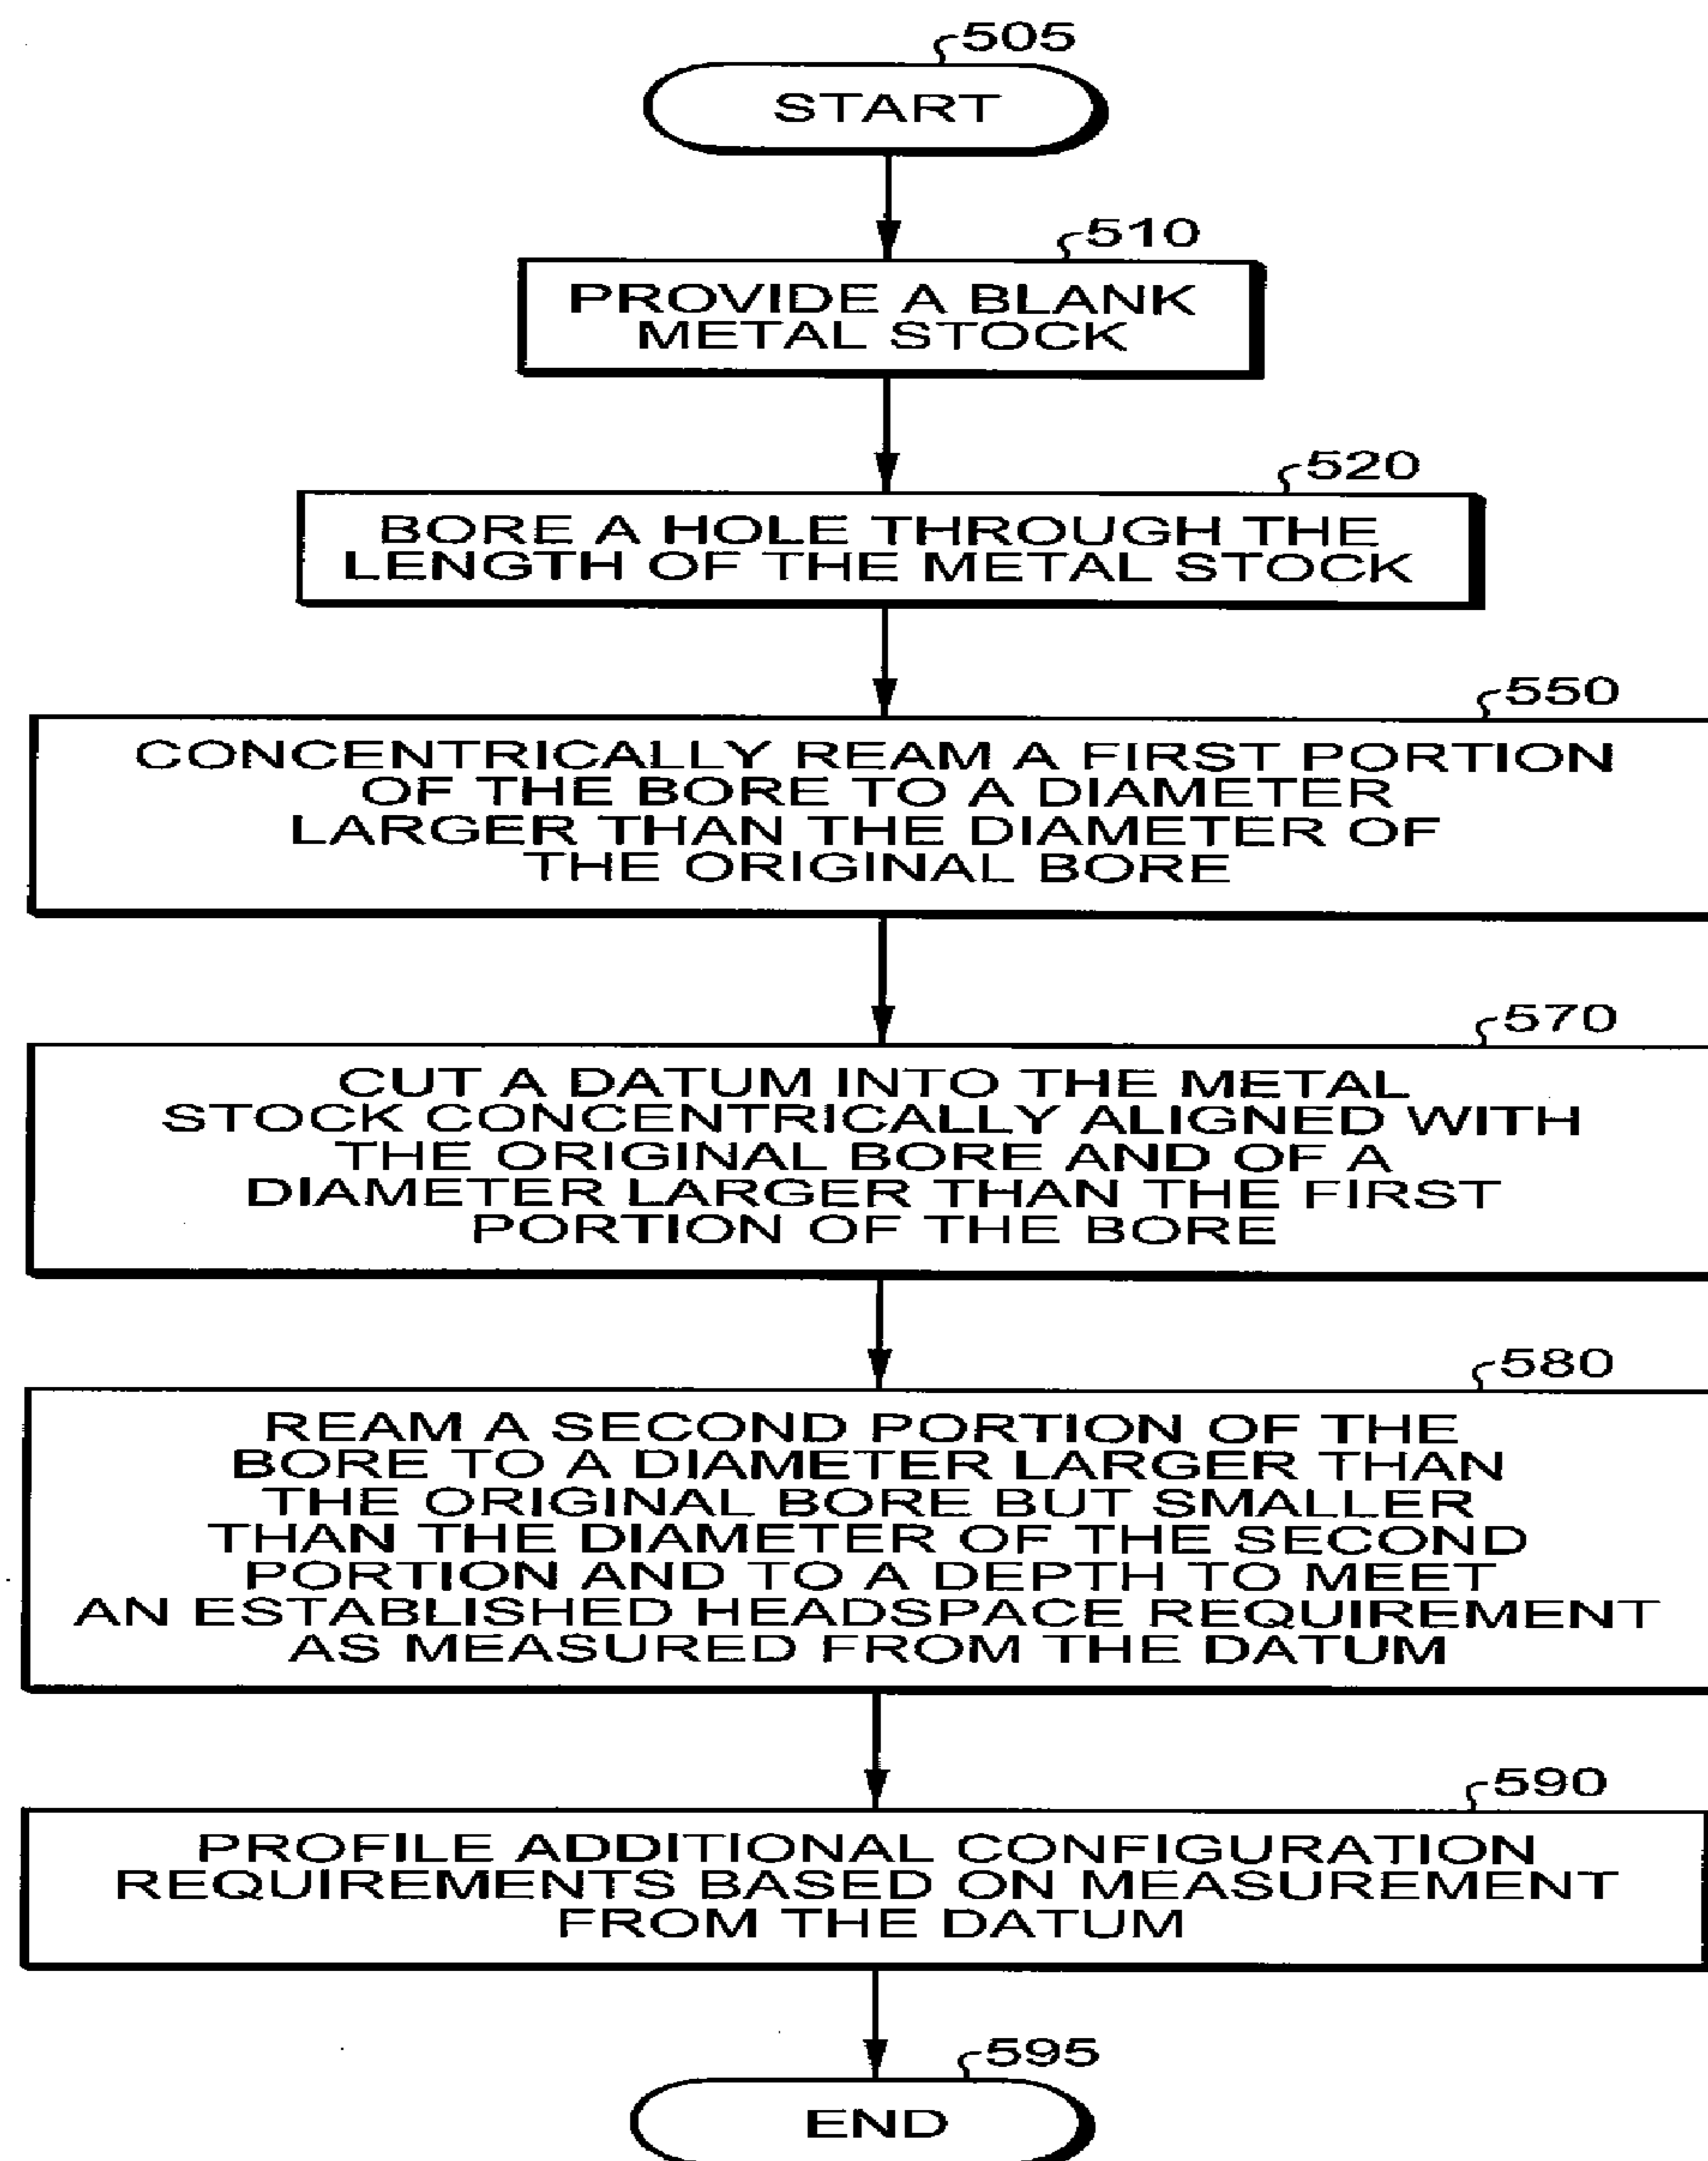 505
START
510
PROVIDE A BLANK
METAL STOCK
520
BORE A HOLE THROUGH THE
LENGTH OF THE METAL STOCK
550
CONCENTRICALLY REAM A FIRST PORTION
OF THE BORE TO A DIAMETER
LARGER THAN THE DIAMETER OF
THE ORIGINAL BORE
570
CUT A DATUM INTO THE METAL
STOCK CONCENTRICALLY ALIGNED WITH
THE ORIGINAL BORE AND OF A
DIAMETER LARGER THAN THE FIRST
PORTION OF THE BORE
580
REAM A SECOND PORTION OF THE
BORE TO A DIAMETER LARGER THAN
THE ORIGINAL BORE BUT SMALLER
THAN THE DIAMETER OF THE SECOND
PORTION AND TO A DEPTH TO MEET
AN ESTABLISHED HEADSPACE REQUIREMENT
AS MEASURED FROM THE DATUM
590
PROFILE ADDITIONAL CONFIGURATION
REQUIREMENTS BASED ON MEASUREMENT
FROM THE DATUM
595
END